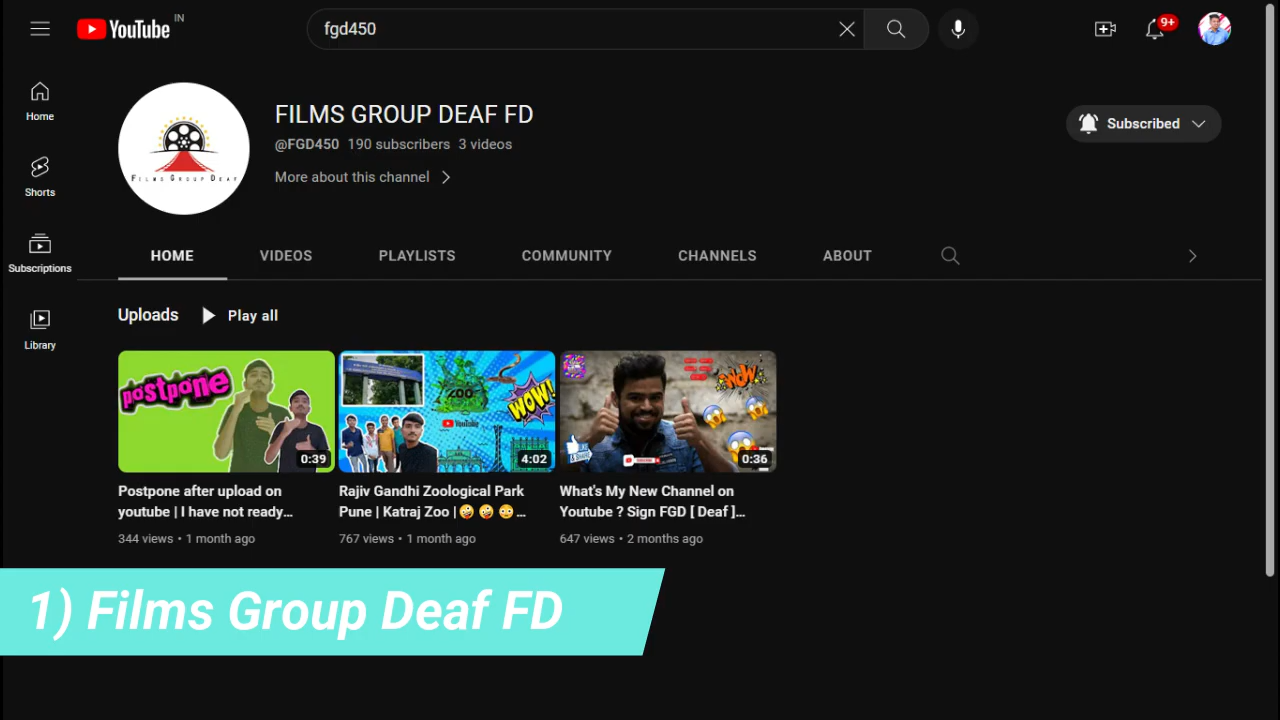 YouTube IN
fgd450
9+
Home
Shorts
Subscriptions
Library
FILMS GROUP DEAF
FILMS GROUP DEAF FD
@FGD450 190 subscribers 3 videos
More about this channel
Subscribed
HOME VIDEOS PLAYLISTS COMMUNITY CHANNELS ABOUT
Uploads Play all
postpone
0:39
ZOO
WOW!
YouTube
4:02
WOW
0:36
Postpone after upload on
youtube | I have not ready...
344 views • 1 month ago
Rajiv Gandhi Zoological Park
Pune | Katraj Zoo |🤪 🤪 😳 ...
767 views • 1 month ago
What's My New Channel on
Youtube ? Sign FGD [ Deaf ]...
647 views • 2 months ago
1) Films Group Deaf FD